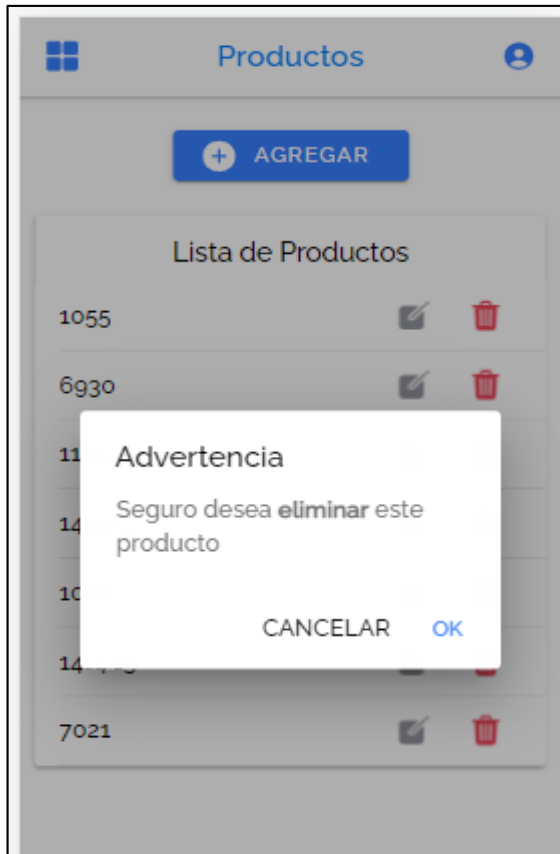 Productos
AGREGAR
Lista de Productos
1055
6930
Advertencia
Seguro desea eliminar este
producto
CANCELAR OK
7021